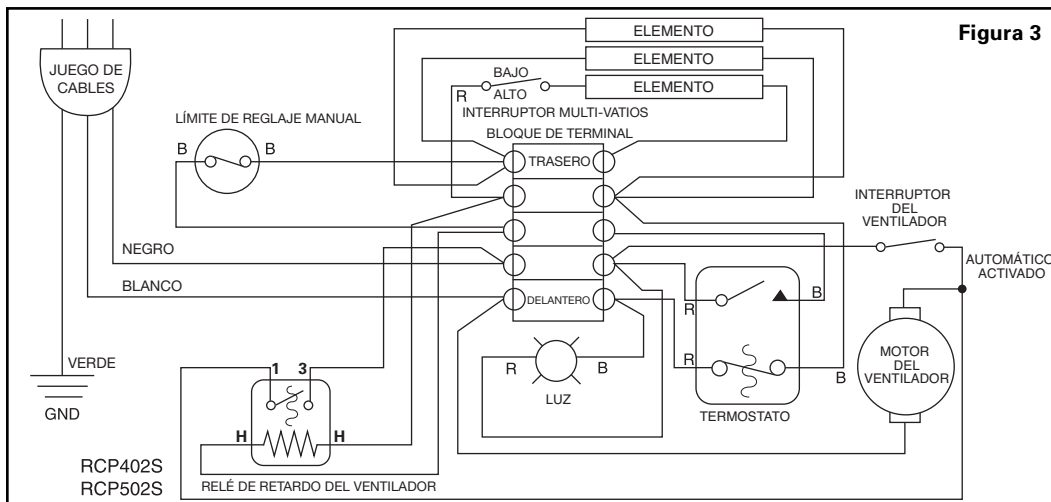 Figura 3
JUEGO DE
CABLES
ELEMENTO
ELEMENTO
ELEMENTO
BAJO
ALTO
R
INTERRUPTOR MULTI-VATIOS
LÍMITE DE REGLAJE MANUAL
B
B
BLOQUE DE TERMINAL
TRASERO
DELANTERO
INTERRUPTOR
DEL
VENTILADOR
AUTOMÁTICO
ACTIVADO
NEGRO
BLANCO
VERDE
GND
1 3
H
H
RELÉ DE RETARDO DEL VENTILADOR
R
B
LUZ
R
B
R
B
TERMOSTATO
MOTOR
DEL
VENTILADOR
RCP402S
RCP502S